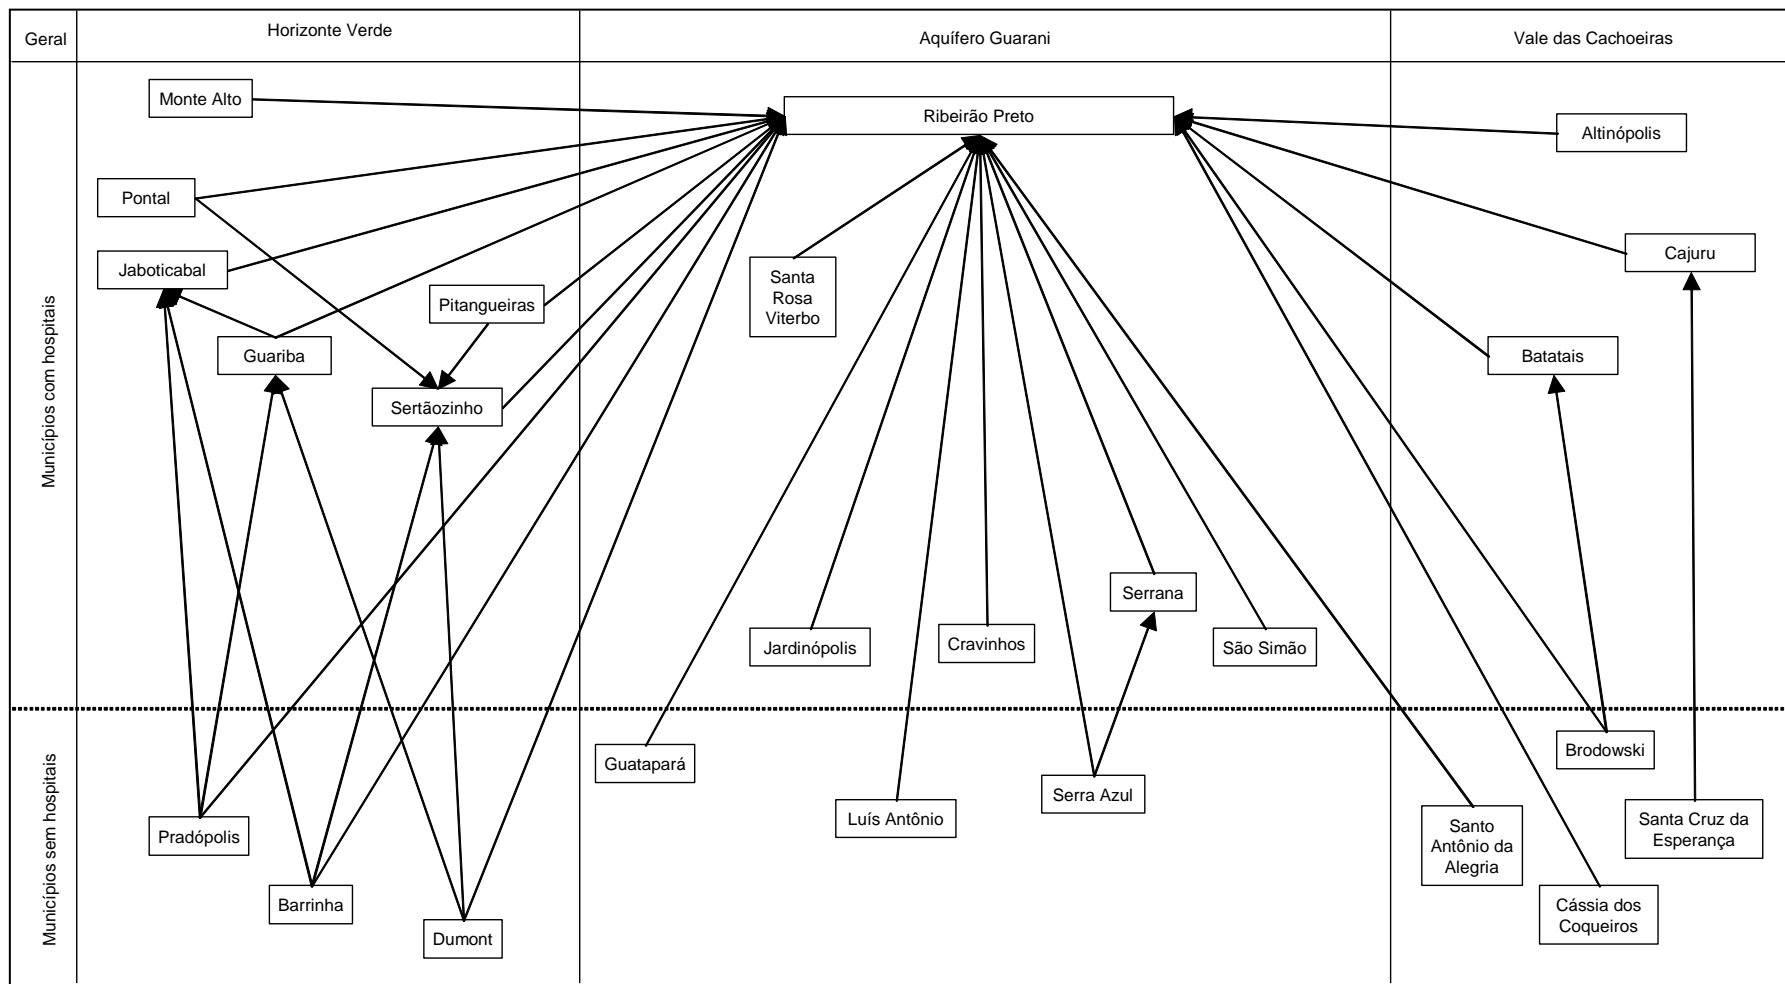 Geral
Horizonte Verde
Aquífero Guarani
Vale das Cachoeiras
Municípios com hospitais
Monte Alto
Ribeirão Preto
Altinópolis
Pontal
Jaboticabal
Cajuru
Santa
Rosa
Viterbo
Pitangueiras
Guariba
Batatais
Sertãozinho
Serrana
Jardinópolis
Cravinhos
São Simão
Municípios sem hospitais
Guatapará
Brodowski
Serra Azul
Luís Antônio
Santo
Antônio da
Alegria
Santa Cruz da
Esperança
Pradópolis
Barrinha
Cássia dos
Coqueiros
Dumont